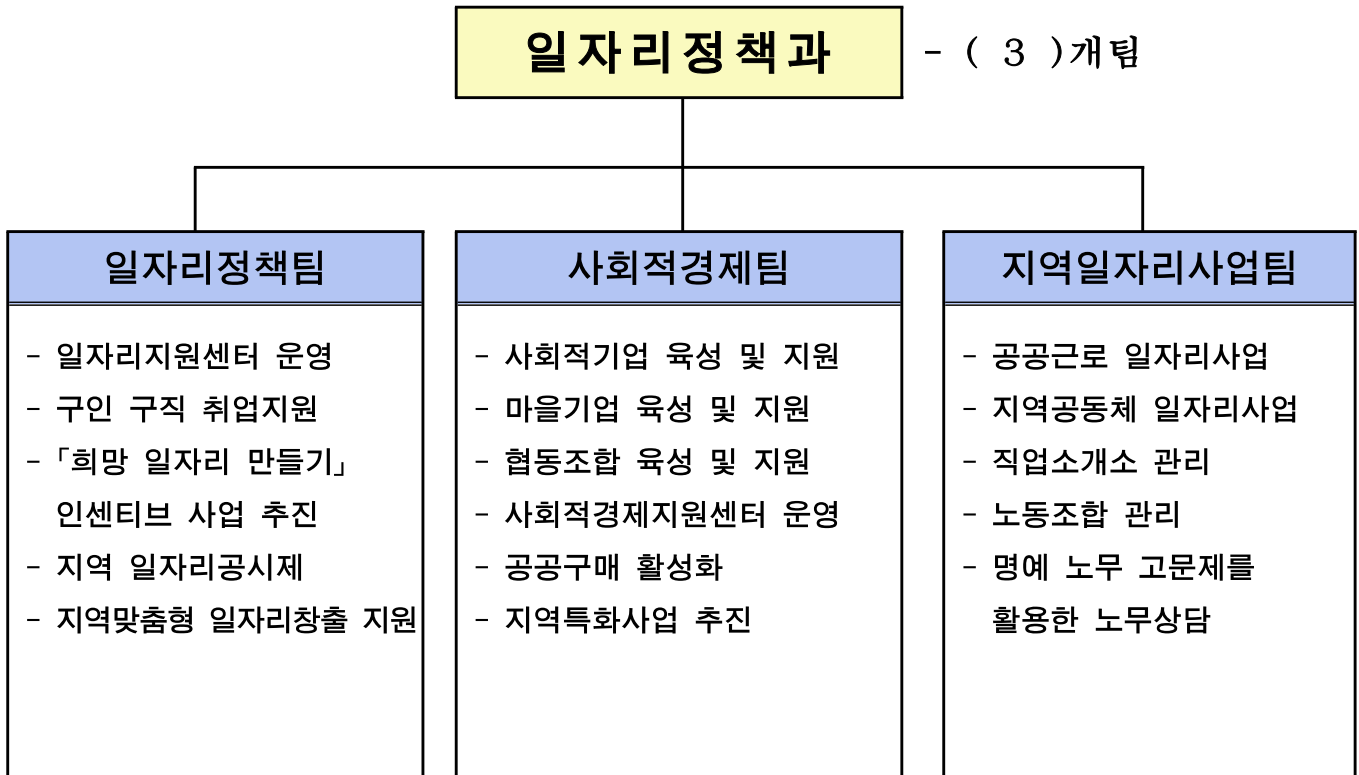 일자리정책과 - ( 3 )개팀
일자리정책팀
- 일자리지원센터 운영
- 구인 구직 취업지원
-「희망 일자리 만들기」
인센티브 사업 추진
- 지역 일자리공시제
- 지역맞춤형 일자리창출 지원
사회적경제팀
- 사회적기업 육성 및 지원
- 마을기업 육성 및 지원
- 협동조합 육성 및 지원
- 사회적경제지원센터 운영
- 공공구매 활성화
- 지역특화사업 추진
지역일자리사업팀
- 공공근로 일자리사업
- 지역공동체 일자리사업
- 직업소개소 관리
- 노동조합 관리
- 명예 노무 고문제를
활용한 노무상담